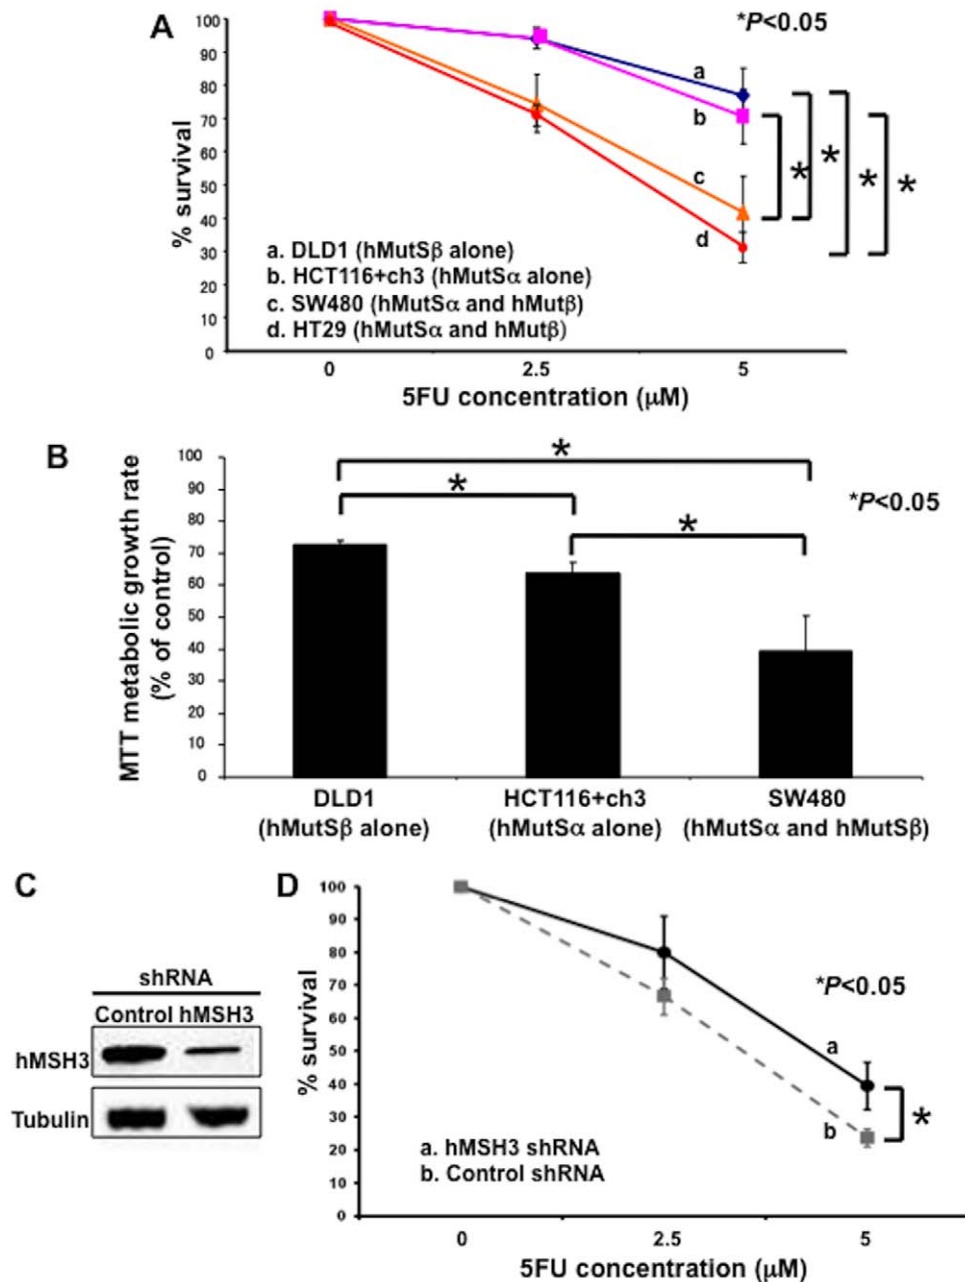 A
*P<0.05
% survival
100
90
80
70
60
50
40
30
20
10
0
a
b
c
d
*
*
*
*
a. DLD1 (hMutSβ alone)
b. HCT116+ch3 (hMutSα alone)
c. SW480 (hMutSα and hMutβ)
d. HT29 (hMutSα and hMutβ)
0 2.5 5
5FU concentration (μM)
B
MTT metabolic growth rate
(% of control)
100
90
80
70
60
50
40
30
20
10
0
*
*
*
*P<0.05
DLD1 HCT116+ch3 SW480
(hMutSβ alone) (hMutSα alone) (hMutSα and hMutSβ)
C
shRNA
Control hMSH3
hMSH3
Tubulin
D
% survival
100
90
80
70
60
50
40
30
20
10
0
*P<0.05
a
b
*
a. hMSH3 shRNA
b. Control shRNA
0 2.5 5
5FU concentration (μM)